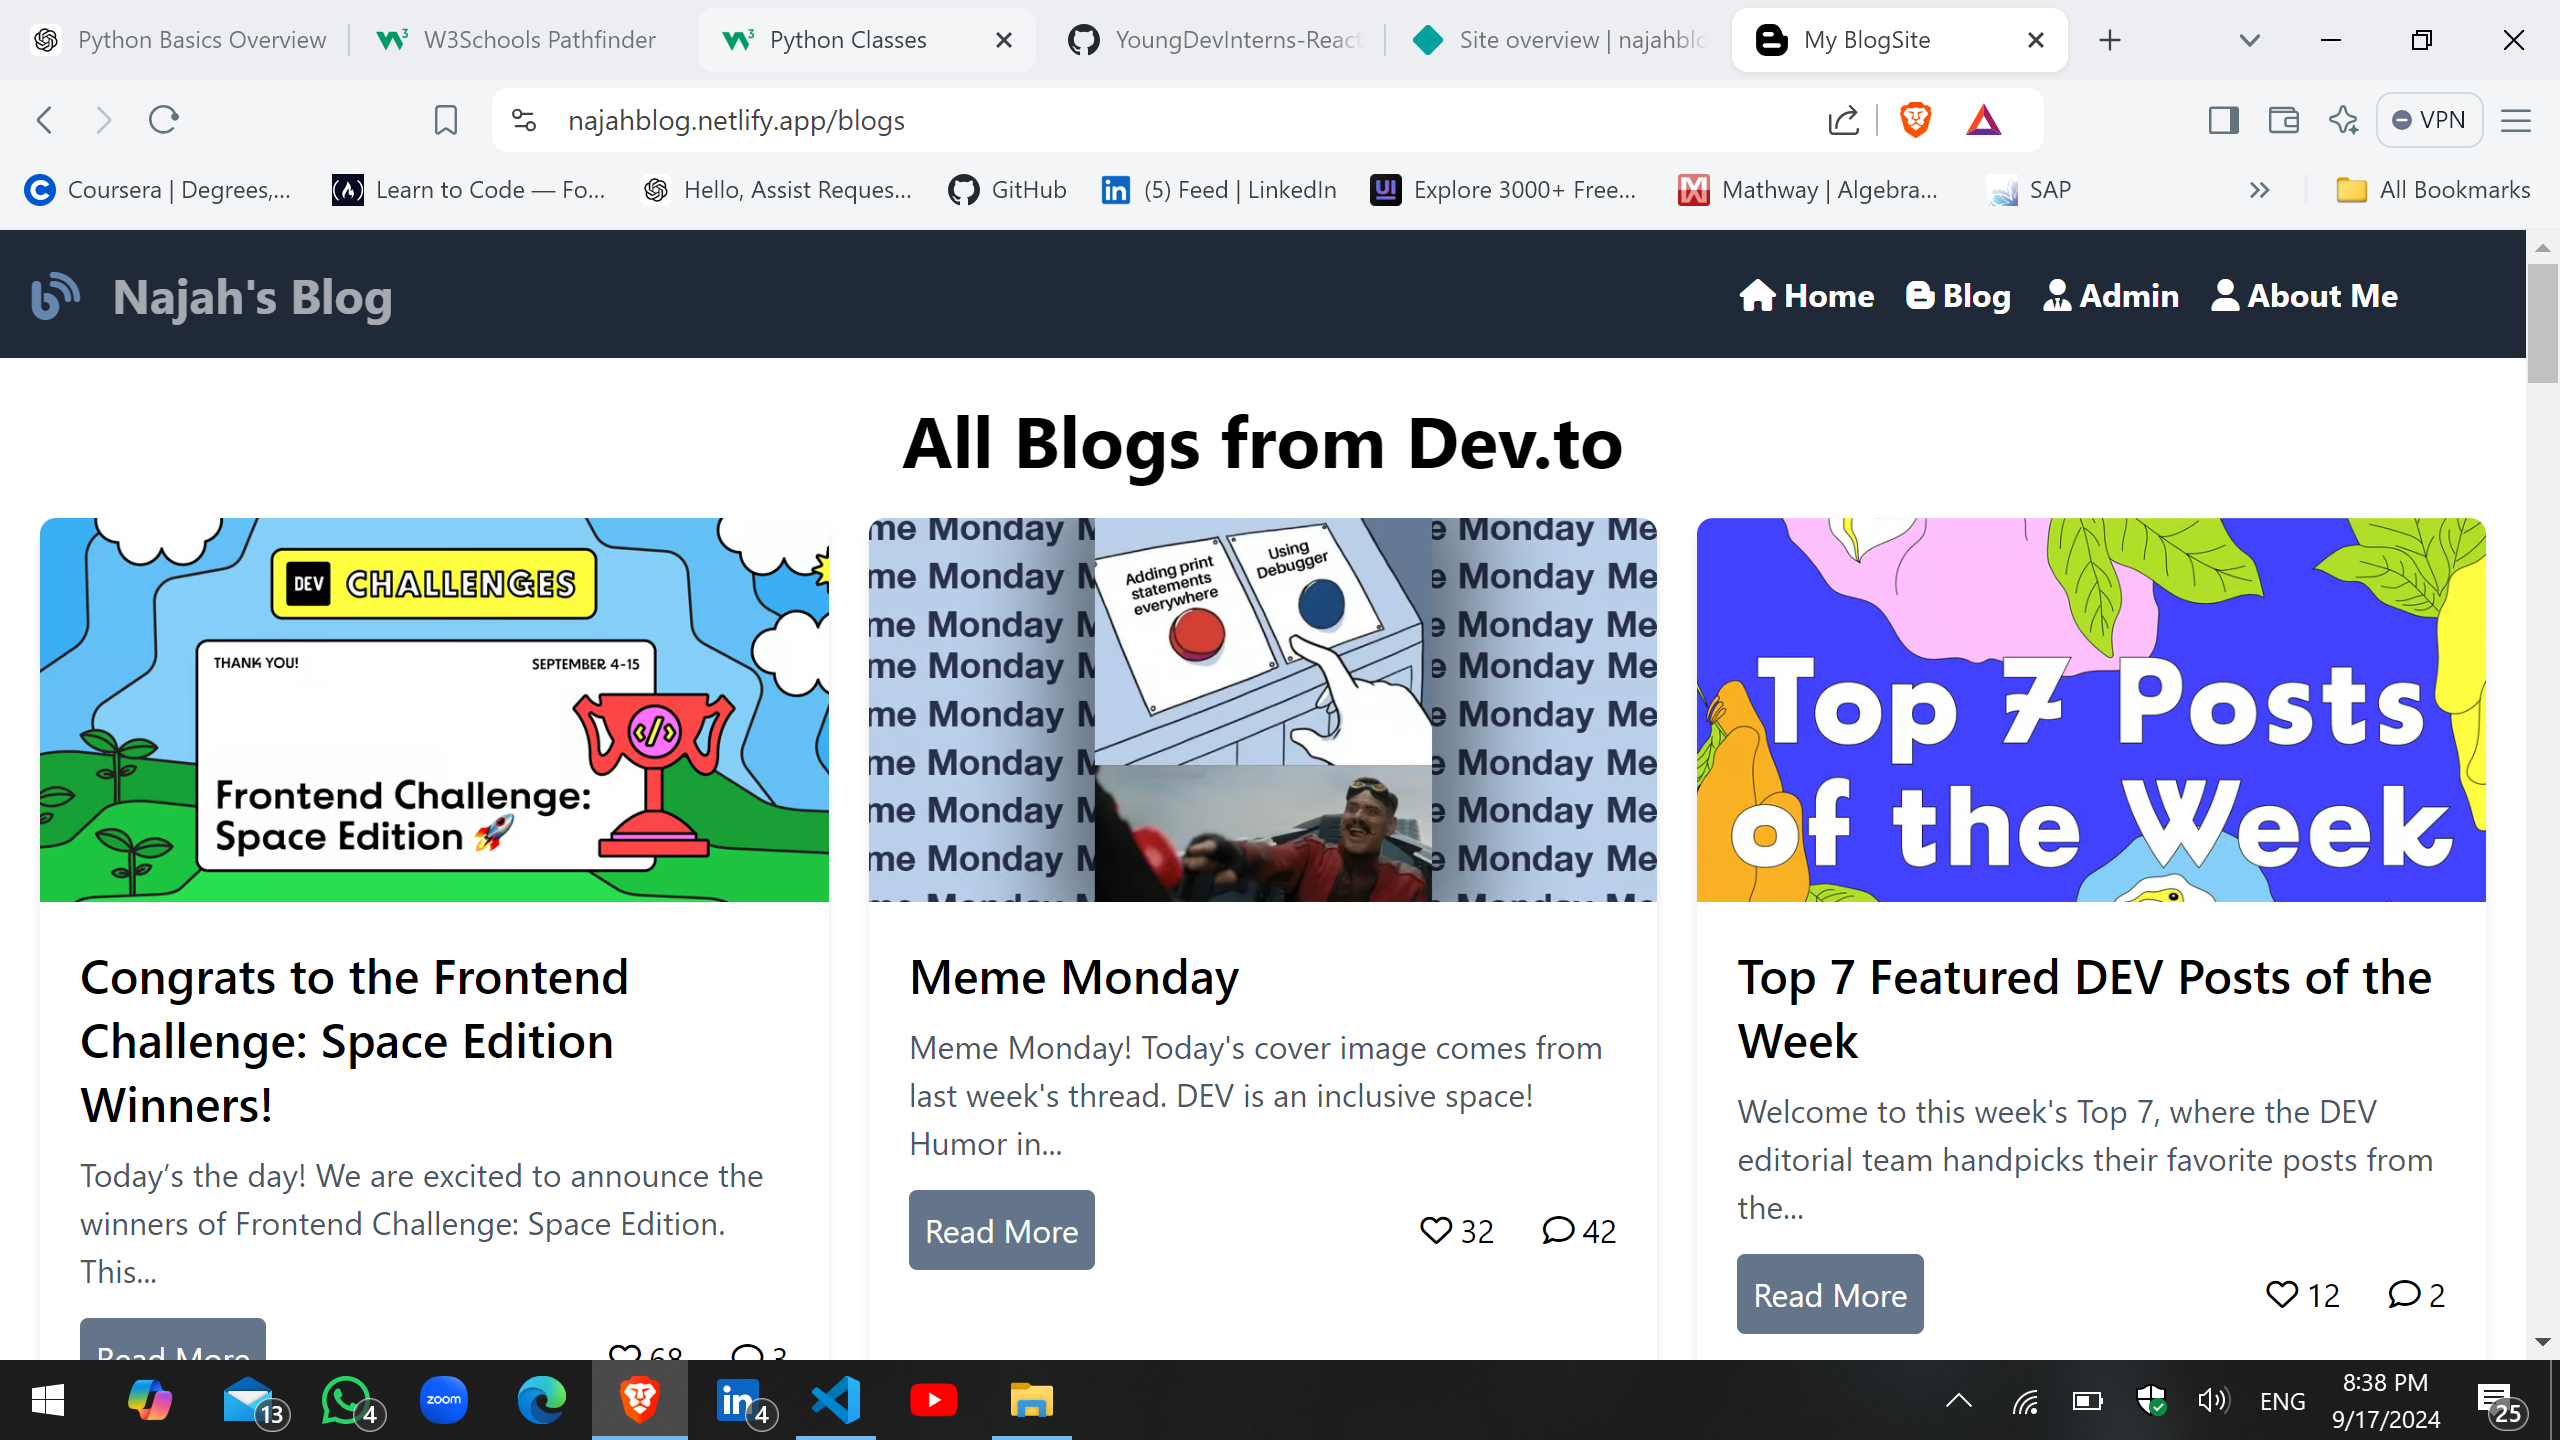 Python Basics Overview
W3Schools Pathfinder
Python Classes
YoungDevInterns-React
Site overview | najahblo
My BlogSite
najahblog.netlify.app/blogs
VPN
Coursera | Degrees,...
Learn to Code — Fo...
Hello, Assist Reques...
GitHub
(5) Feed | LinkedIn
Explore 3000+ Free...
Mathway | Algebra...
SAP
All Bookmarks
Najah's Blog
Home
Blog
Admin
About Me
All Blogs from Dev.to
DEV CHALLENGES
THANK YOU!
SEPTEMBER 4-15
Frontend Challenge:
Space Edition 🚀
me Monday Me
Adding print
statements
everywhere
Using
Debugger
Top 7 Posts
of the Week
Congrats to the Frontend
Challenge: Space Edition
Winners!
Today’s the day! We are excited to announce the
winners of Frontend Challenge: Space Edition.
This...
Read More
68
3
Meme Monday
Meme Monday! Today's cover image comes from
last week's thread. DEV is an inclusive space!
Humor in...
Read More
32
42
Top 7 Featured DEV Posts of the
Week
Welcome to this week's Top 7, where the DEV
editorial team handpicks their favorite posts from
the...
Read More
12
2
13
4
zoom
4
ENG
8:38 PM
9/17/2024
25